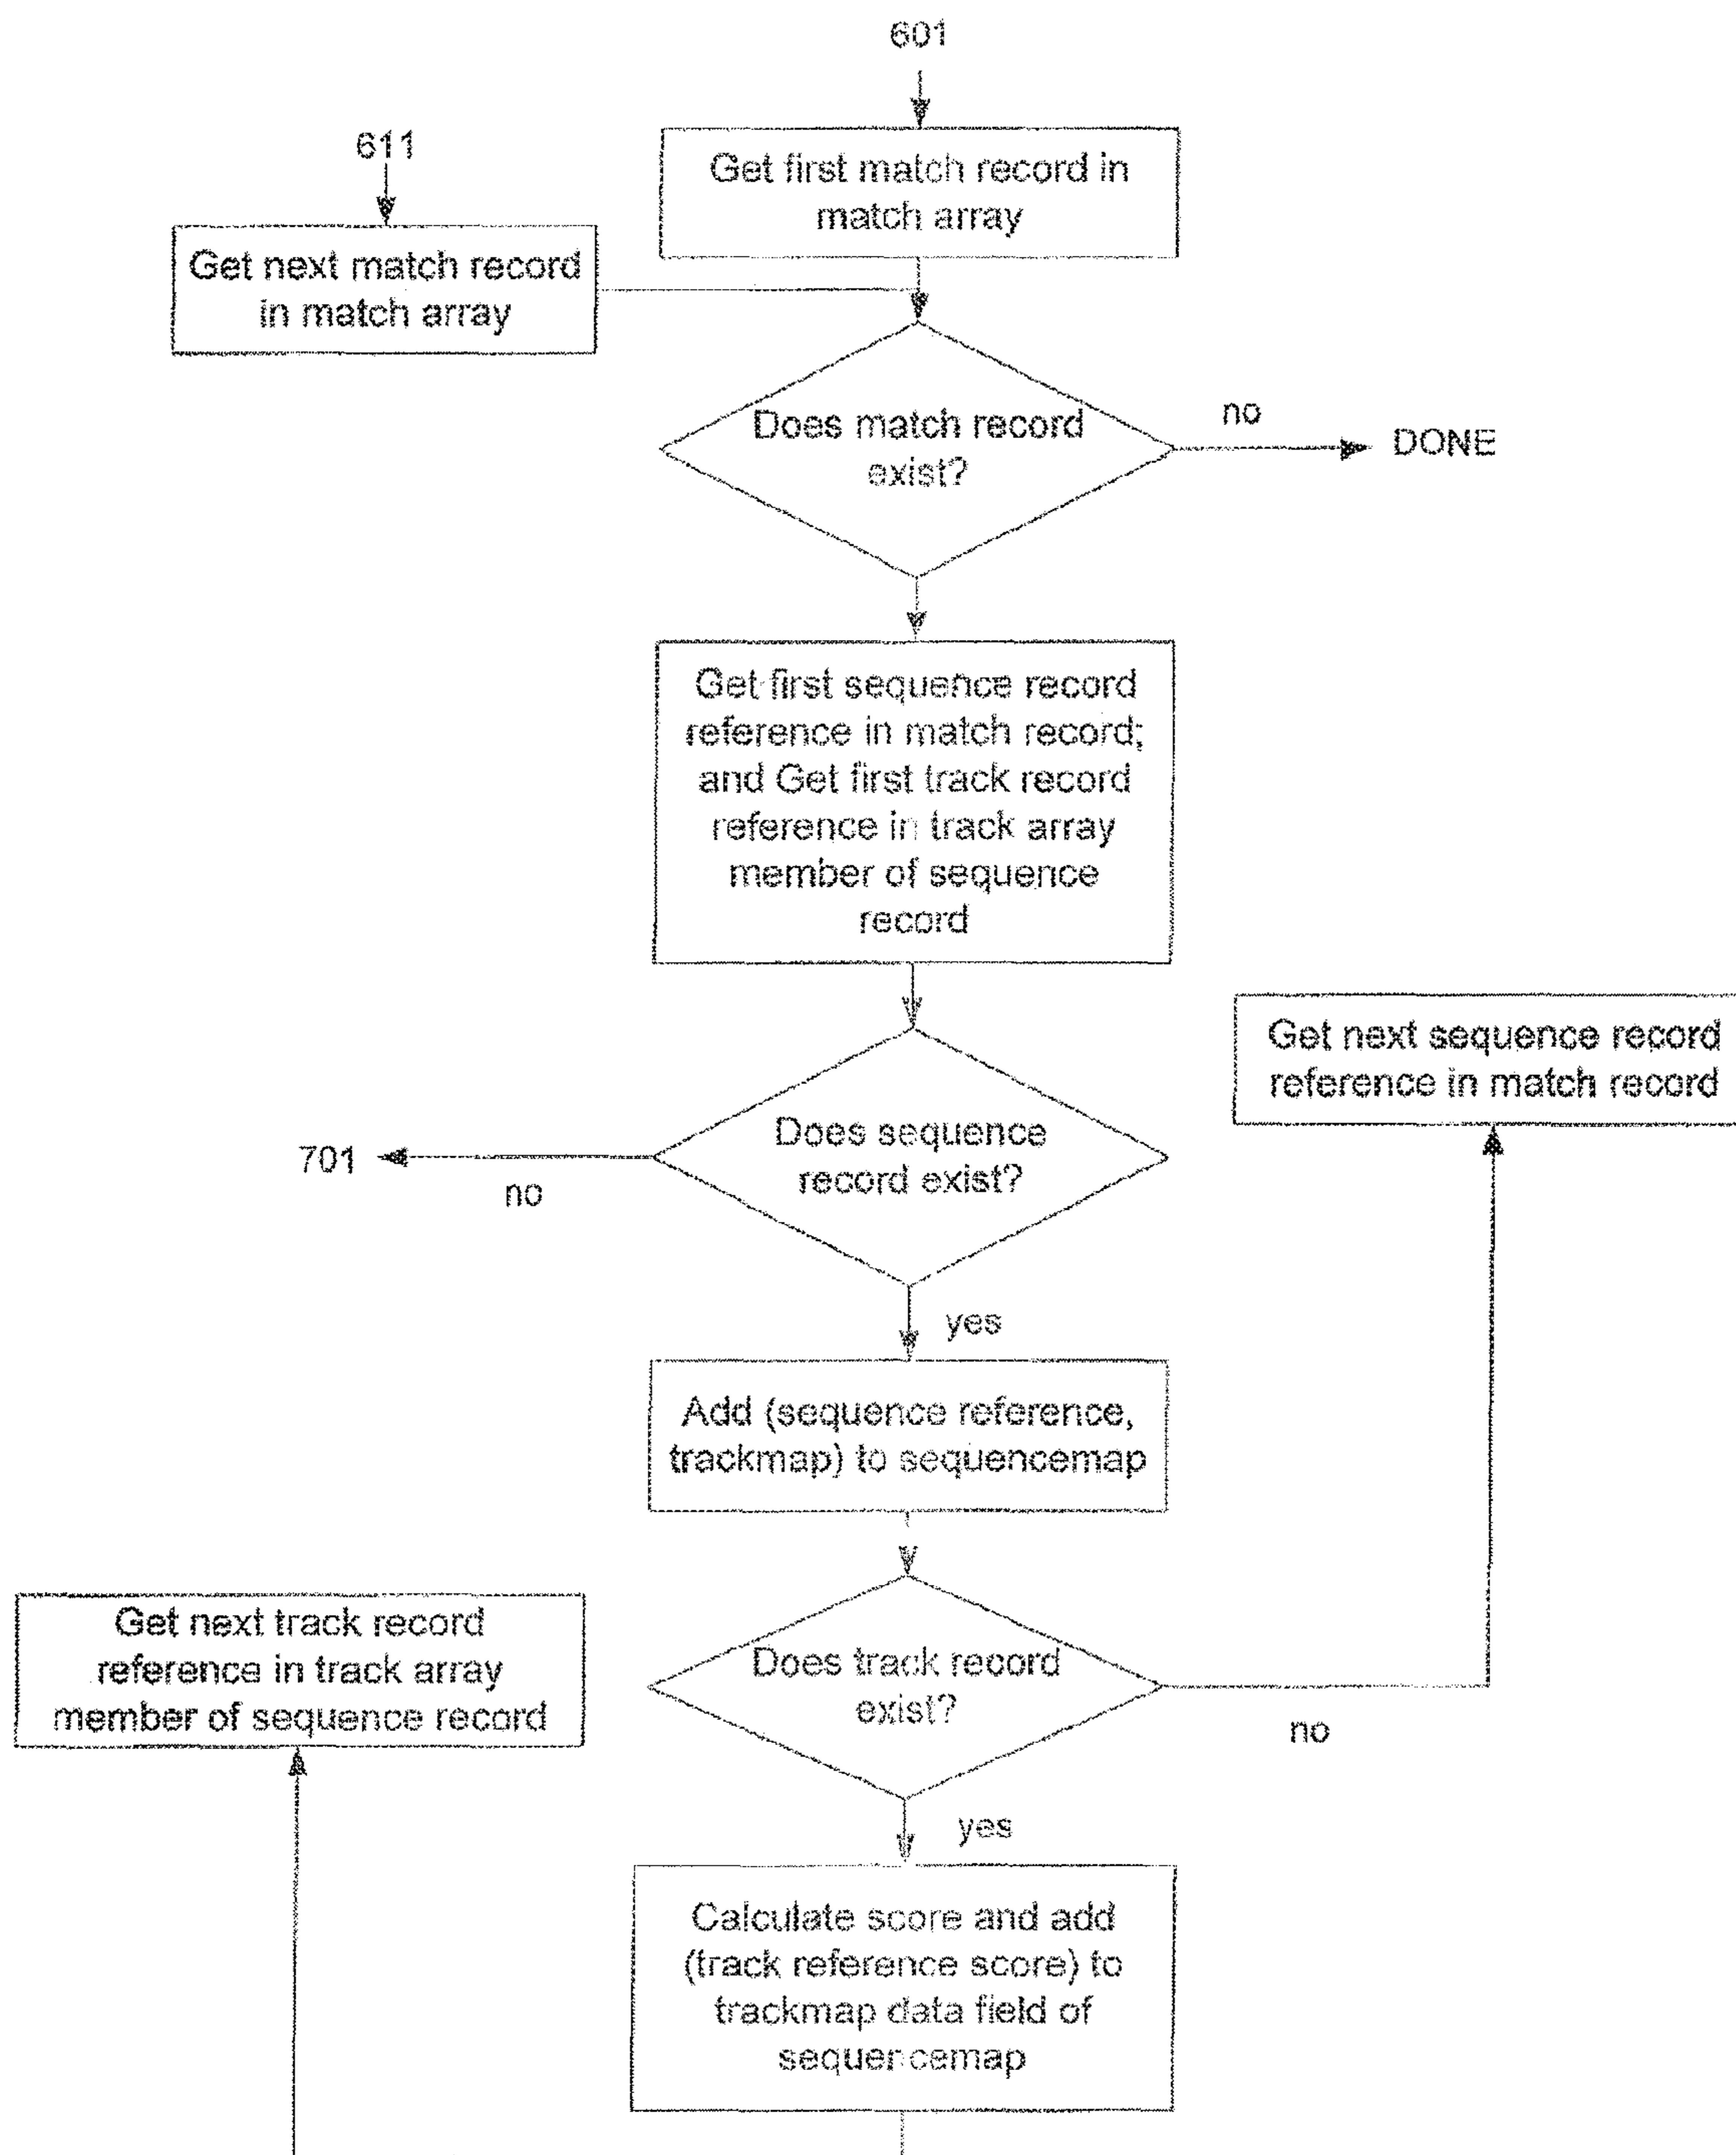 601
611
Get first match record in
match array
Get next match record
in match array
Does match record
exist?
no
DONE
Get first sequence record
reference in match record;
and Get first track record
reference in track array
member of sequence
record
Get next sequence record
reference in match record
Does sequence
record exist?
701
no
yes
Add (sequence reference,
trackmap) to sequencemap
Get next track record
reference in track array
member of sequence record
Does track record
exist?
no
yes
Calculate score and add
(track reference score) to
trackmap data field of
sequencemap